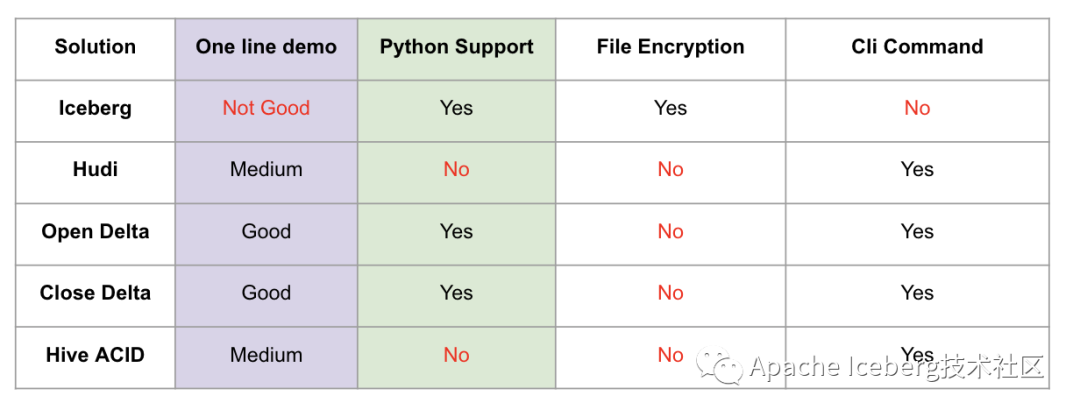 Solution One line demo Python Support File Encryption Cli Command
Iceberg Not Good Yes Yes No
Hudi Medium No No Yes
Open Delta Good Yes No Yes
Close Delta Good Yes No Yes
Hive ACID Medium No No Yes
Apache Iceberg技术社区